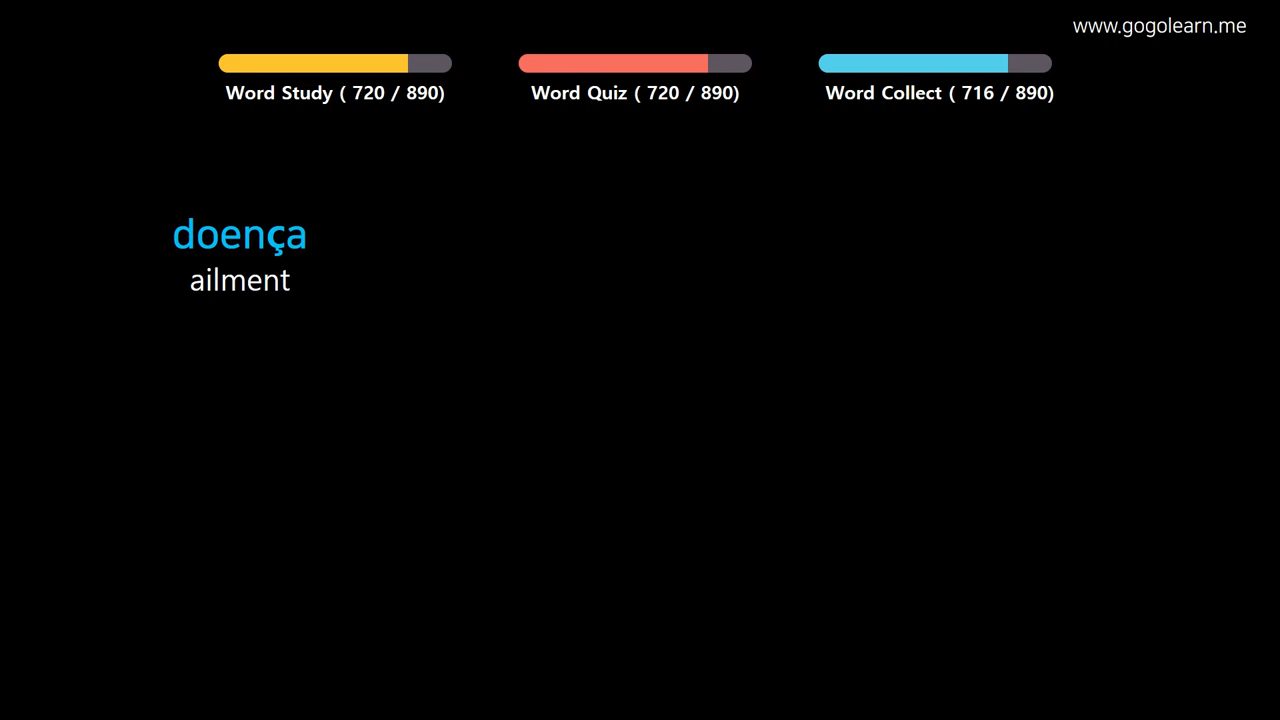 www.gogolearn.me
Word Study ( 720 / 890)
Word Quiz ( 720 / 890)
Word Collect ( 716 / 890)
doença
ailment